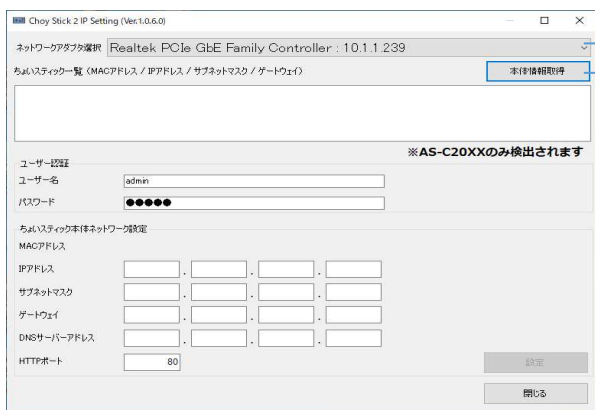 Choy Stick 2 IP Setting (Ver.1.0.6.0)
ネットワークアダプタ選択 Realtek PCIe GbE Family Controller : 10.1.1.239
ちょいスティック一覧 (MACアドレス / IPアドレス / サブネットマスク / ゲートウェイ) 本体情報取得
※AS-C20XXのみ検出されます
ユーザー認証
ユーザー名 admin
パスワード ●●●●●
ちょいスティック本体ネットワーク設定
MACアドレス
IPアドレス . . .
サブネットマスク . . .
ゲートウェイ . . .
DNSサーバーアドレス . . .
HTTPポート 80 設定
閉じる